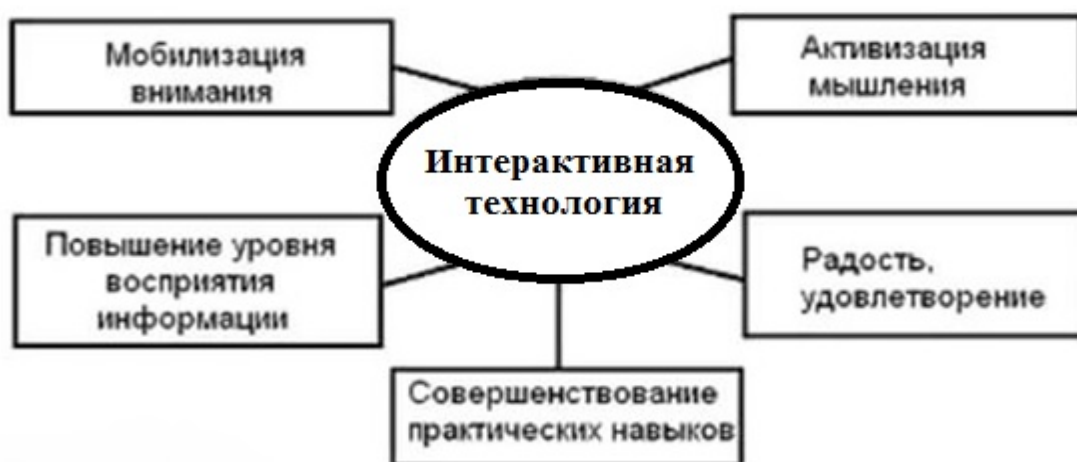 Мобилизация
внимания
Активизация
мышления
Интерактивная
технология
Повышение уровня
восприятия
информации
Радость,
удовлетворение
Совершенствование
практических навыков